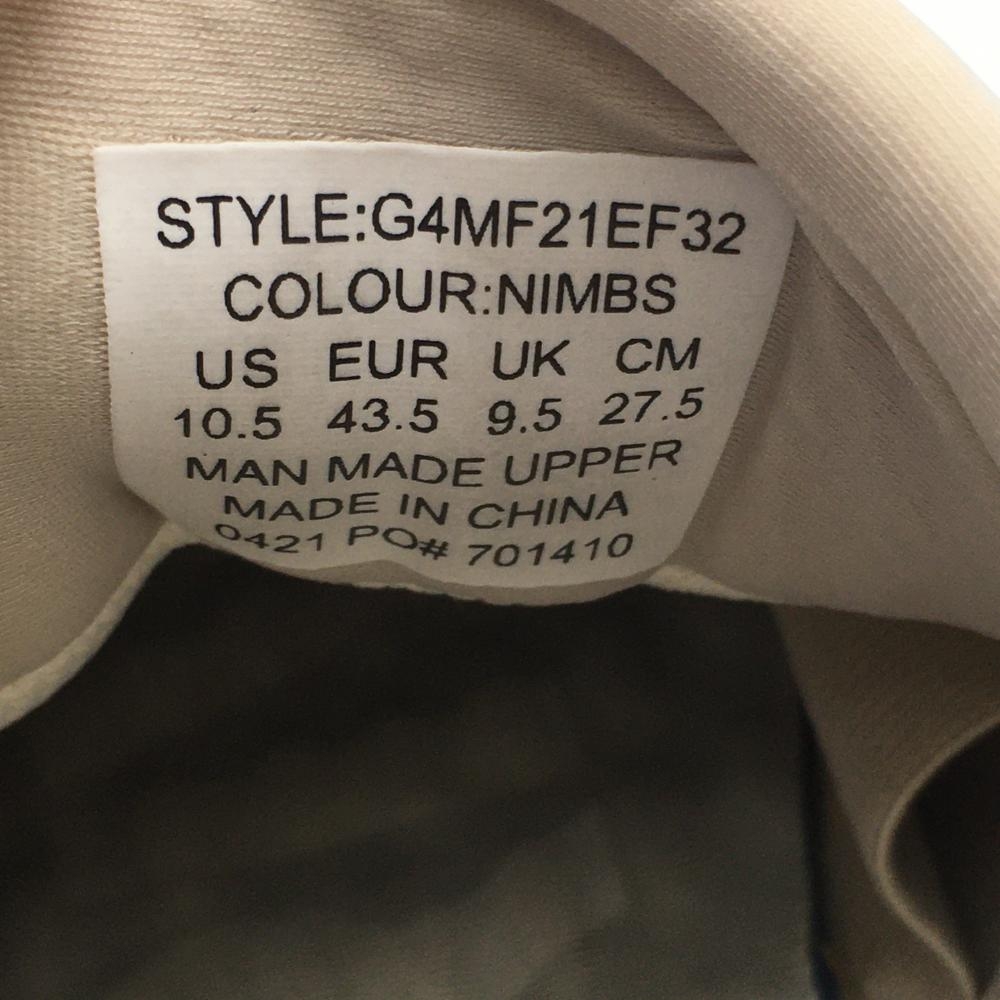 STYLE:G4MF21EF32
COLOUR:NIMBS
US EUR UK CM
10.5 43.5 9.5 27.5
MAN MADE UPPER
MADE IN CHINA
0421 PO# 701410